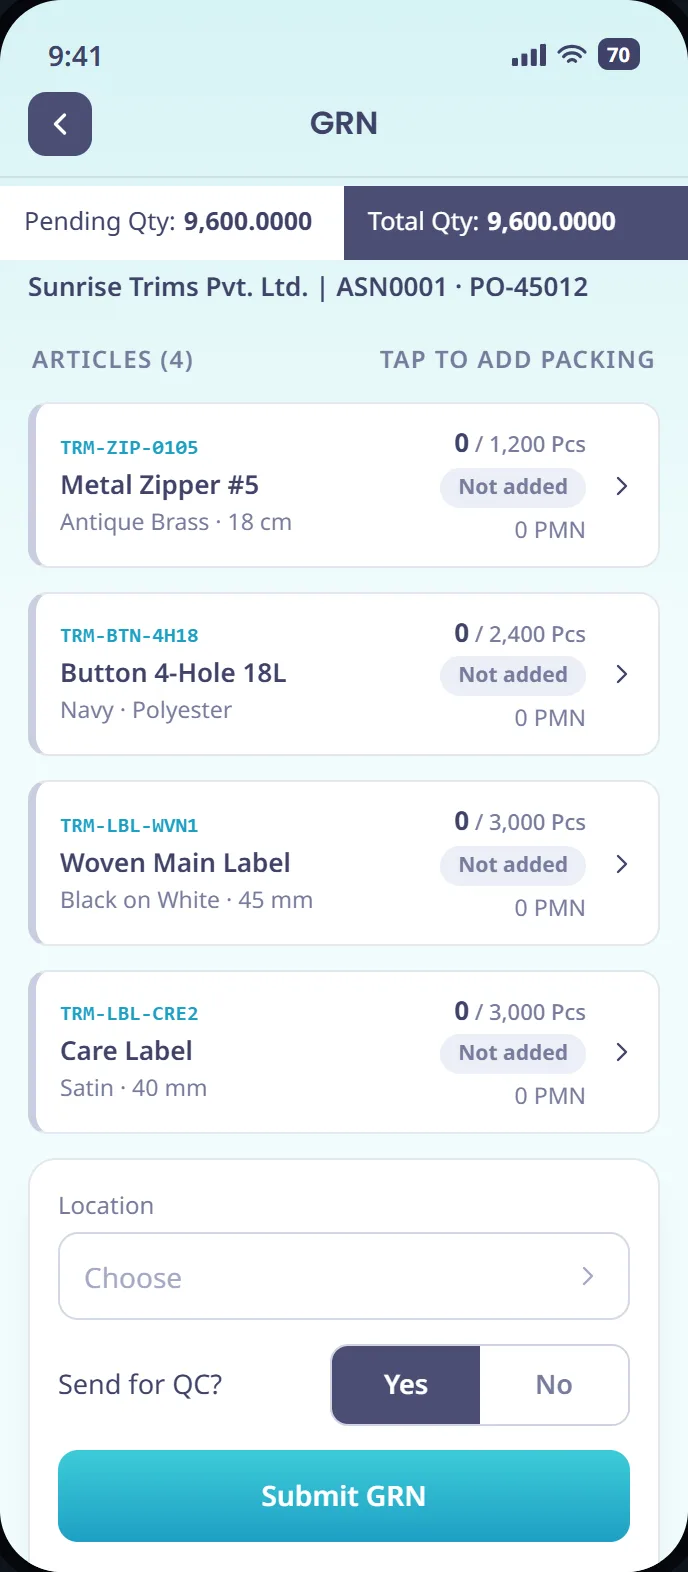 9:41
70
GRN
Pending Qty: 9,600.0000
Total Qty: 9,600.0000
Sunrise Trims Pvt. Ltd. | ASN0001 · PO-45012
ARTICLES (4)
TAP TO ADD PACKING
TRM-ZIP-0105
0 / 1,200 Pcs
Metal Zipper #5
Not added
Antique Brass · 18 cm
0 PMN
TRM-BTN-4H18
0 / 2,400 Pcs
Button 4-Hole 18L
Not added
Navy · Polyester
0 PMN
TRM-LBL-WVN1
0 / 3,000 Pcs
Woven Main Label
Not added
Black on White · 45 mm
0 PMN
TRM-LBL-CRE2
0 / 3,000 Pcs
Care Label
Not added
Satin · 40 mm
0 PMN
Location
Choose
Send for QC?
Yes
No
Submit GRN